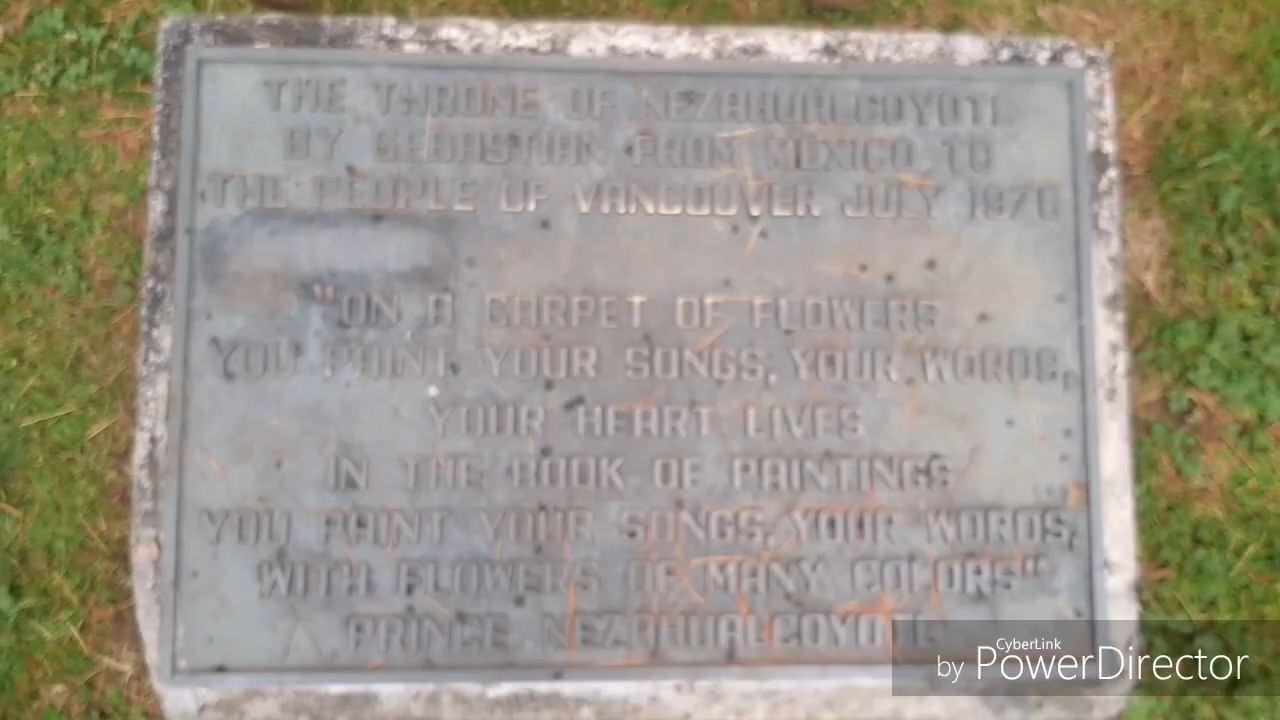 THE THRONE OF NEZAHUALCOYOTL
BY SEBASTIAN FROM MEXICO TO
THE PEOPLE OF VANCOUVER JULY
"ON A CARPET OF FLOWERS
YOU PAINT YOUR SONGS, YOUR WORDS,
YOUR HEART LIVES
IN THE BOOK OF PAINTINGS
YOU PAINT YOUR SONGS, YOUR WORDS,
WITH FLOWERS OF MANY COLORS"
PRINCE NEZAHUALCOYOTL
by CyberLink PowerDirector